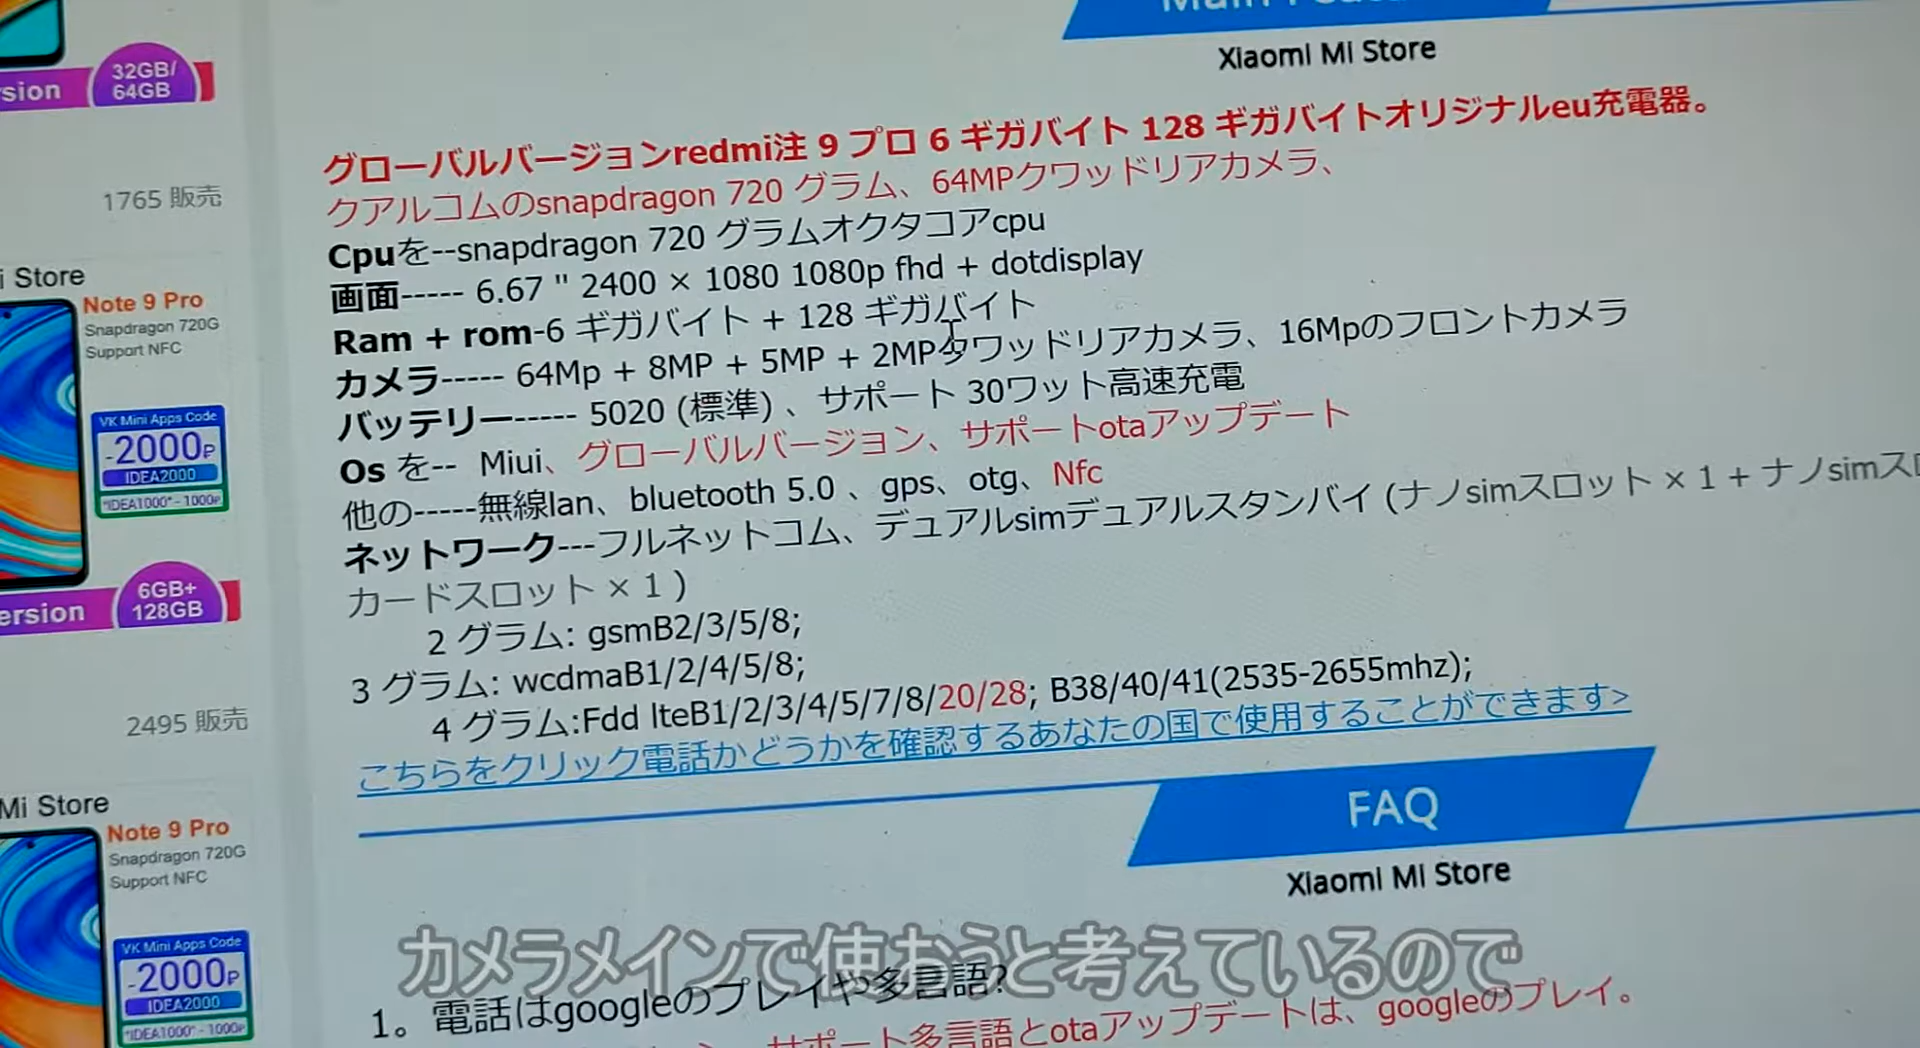 Xiaomi Mi Store
グローバルバージョンredmi注 9 プロ 6 ギガバイト 128 ギガバイトオリジナルeu充電器。
クアルコムのsnapdragon 720 グラム、64MPクワッドリアカメラ、
Cpuを--snapdragon 720 グラムオクタコアcpu
画面----- 6.67 " 2400 × 1080 1080p fhd + dotdisplay
Ram + rom-6 ギガバイト + 128 ギガバイト
カメラ----- 64Mp + 8MP + 5MP + 2MPクワッドリアカメラ、16Mpのフロントカメラ
バッテリー----- 5020 (標準) 、サポート 30ワット高速充電
Os を-- Miui、グローバルバージョン、サポートotaアップデート
他の-----無線lan、bluetooth 5.0 、gps、otg、Nfc
ネットワーク---フルネットコム、デュアルsimデュアルスタンバイ (ナノsimスロット × 1 + ナノsimス
カードスロット × 1 )
2 グラム: gsmB2/3/5/8;
3 グラム: wcdmaB1/2/4/5/8;
4 グラム:Fdd lteB1/2/3/4/5/7/8/20/28; B38/40/41(2535-2655mhz);
こちらをクリック電話かどうかを確認するあなたの国で使用することができます>
FAQ
Xiaomi Mi Store
1。電話はgoogleのプレイや多言語?
サポート多言語とotaアップデートは、googleのプレイ。
カメラメインで使おうと考えているので
sion
32GB/
64GB
1765 販売
i Store
Note 9 Pro
Snapdragon 720G
Support NFC
VK Mini Apps Code
-2000₽
IDEA2000
"IDEA1000" - 1000₽
ersion
6GB+
128GB
2495 販売
Mi Store
Note 9 Pro
Snapdragon 720G
Support NFC
VK Mini Apps Code
-2000₽
IDEA2000
"IDEA1000" - 1000₽